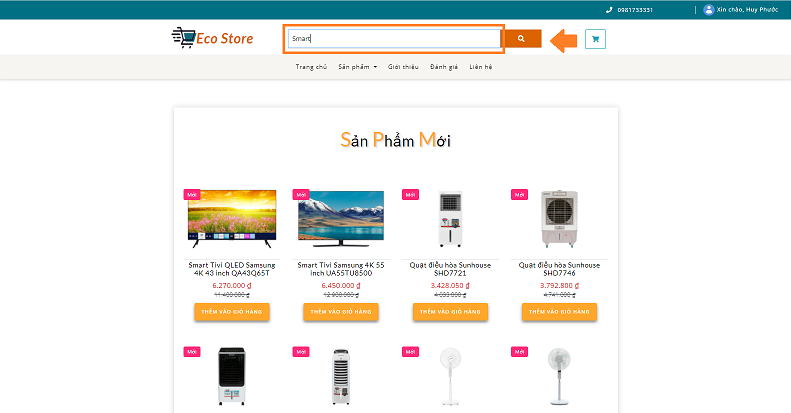 0981733331
Xin chào, Huy Phước
Eco Store
Smart
Trang chủ Sản phẩm Giới thiệu Đánh giá Liên hệ
Sản Phẩm Mới
Mới Mới Mới Mới
Smart Tivi QLED Samsung
4K 43 inch QA43Q65T
6.270.000 ₫
11.400.000 ₫
THÊM VÀO GIỎ HÀNG
Smart Tivi Samsung 4K 55
inch UA55TU8500
6.450.000 ₫
12.900.000 ₫
THÊM VÀO GIỎ HÀNG
Quạt điều hòa Sunhouse
SHD7721
3.428.050 ₫
4.033.000 ₫
THÊM VÀO GIỎ HÀNG
Quạt điều hòa Sunhouse
SHD7746
3.792.800 ₫
4.741.000 ₫
THÊM VÀO GIỎ HÀNG
Mới Mới Mới Mới